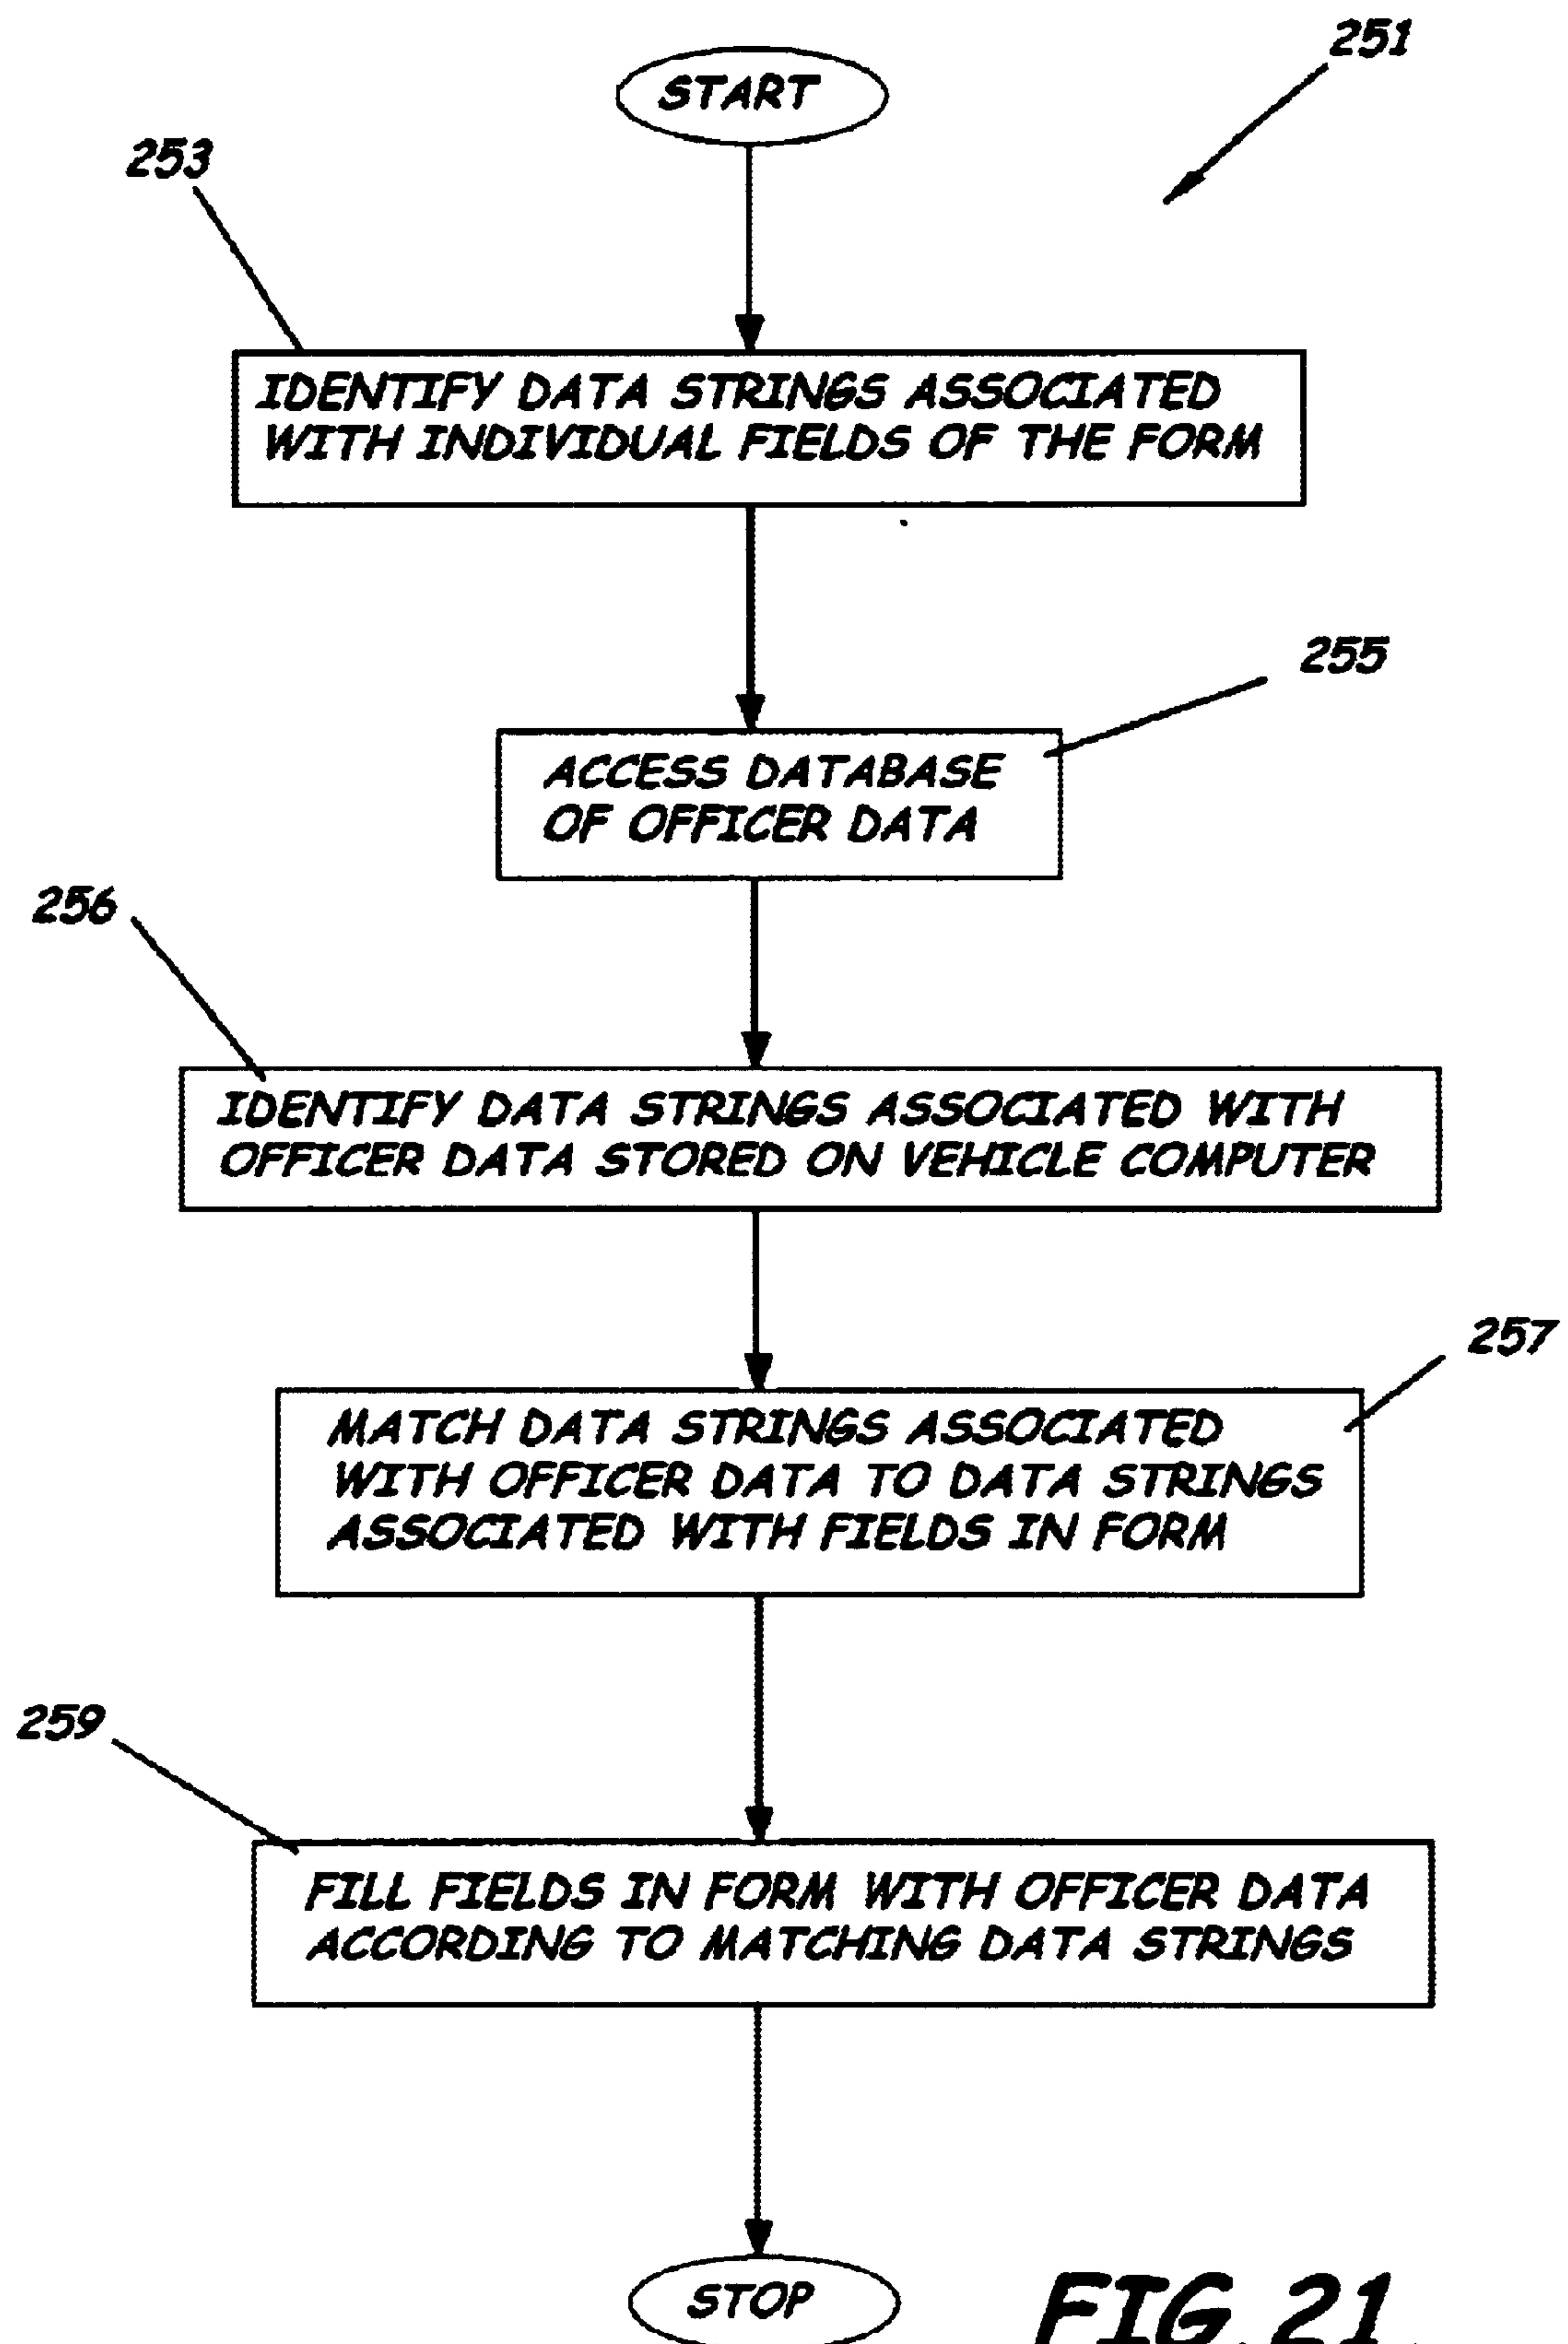 251
START
253
IDENTIFY DATA STRINGS ASSOCIATED
WITH INDIVIDUAL FIELDS OF THE FORM
255
ACCESS DATABASE
OF OFFICER DATA
256
IDENTIFY DATA STRINGS ASSOCIATED WITH
OFFICER DATA STORED ON VEHICLE COMPUTER
257
MATCH DATA STRINGS ASSOCIATED
WITH OFFICER DATA TO DATA STRINGS
ASSOCIATED WITH FIELDS IN FORM
259
FILL FIELDS IN FORM WITH OFFICER DATA
ACCORDING TO MATCHING DATA STRINGS
STOP
FIG. 21